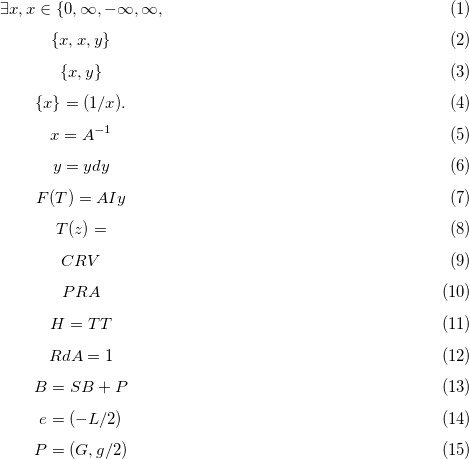 ∃x, x ∈ {0, ∞, −∞, ∞, (1)
{x, x, y} (2)
{x, y} (3)
{x} = (1/x). (4)
x = A⁻¹ (5)
y = ydy (6)
F(T) = AIy (7)
T(z) = (8)
CRV (9)
PRA (10)
H = TT (11)
RdA = 1 (12)
B = SB + P (13)
e = (−L/2) (14)
P = (G, g/2) (15)